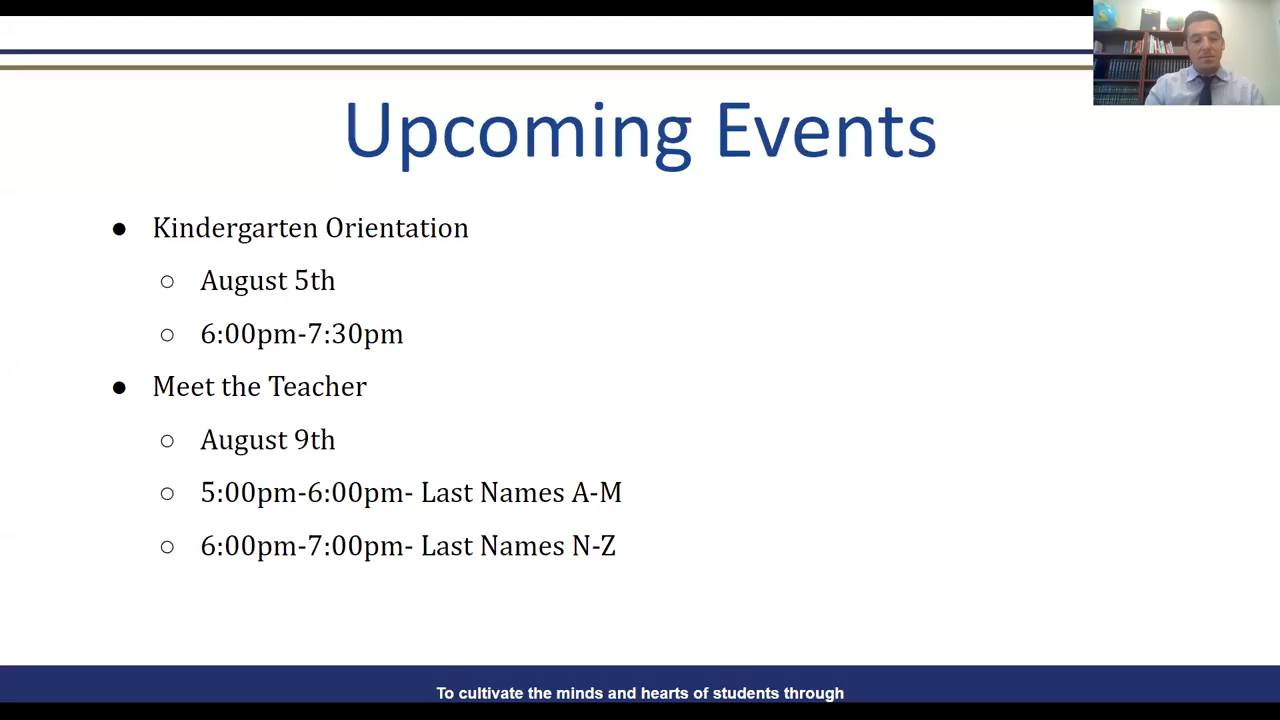 Upcoming Events
● Kindergarten Orientation
○ August 5th
○ 6:00pm-7:30pm
● Meet the Teacher
○ August 9th
○ 5:00pm-6:00pm- Last Names A-M
○ 6:00pm-7:00pm- Last Names N-Z
To cultivate the minds and hearts of students through